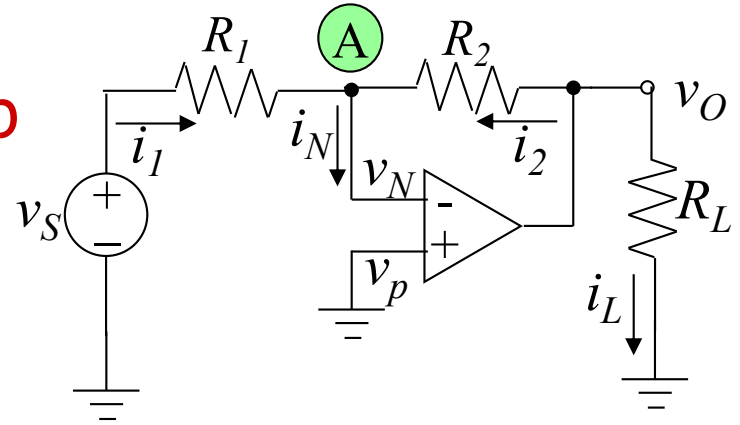 R1
A
R2
p
i1
iN
i2
vO
vS
+
−
vN
-
+
vp
RL
iL